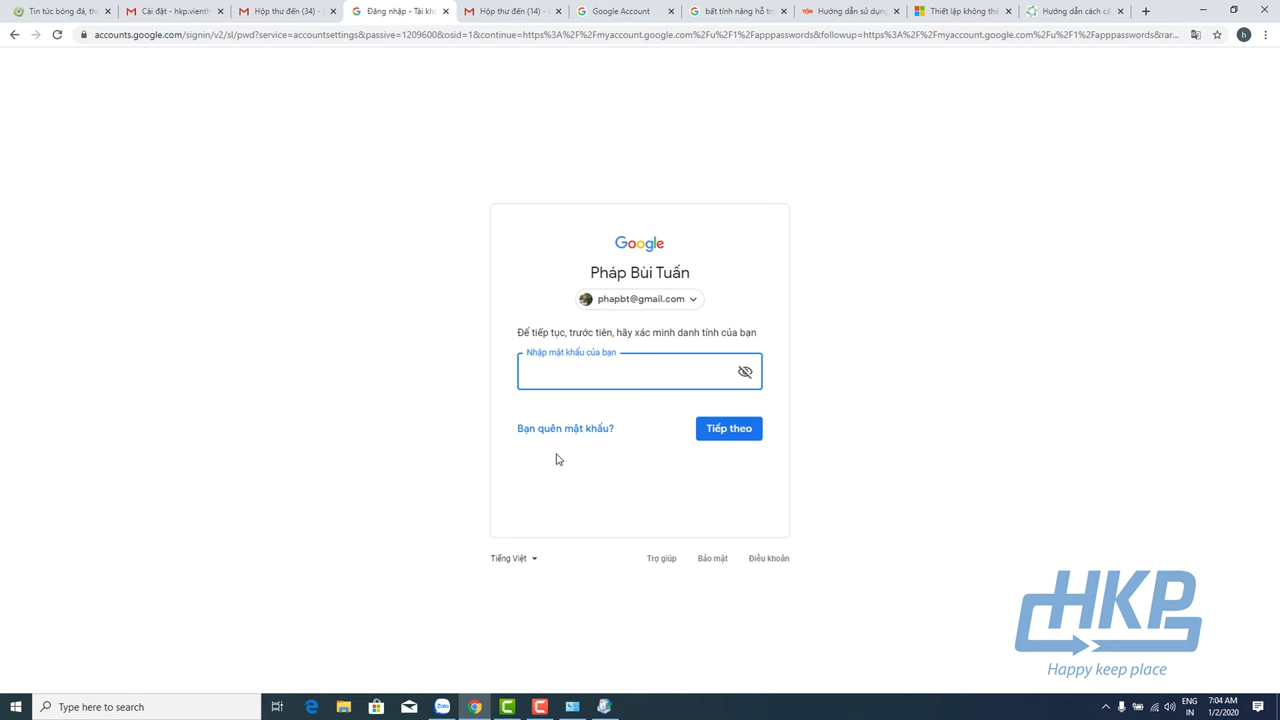 Tin tức bóng đá, thể
Cài đặt - hkp.vienth
Hộp thư đến (34) -
Đăng nhập - Tài kho
Hộp thư đến (14) -
Google Account
bất tính năng hỗ tr
Hướng dẫn sử dụng
Thiết lập không thể
Hướng dẫn cách cà
accounts.google.com/signin/v2/sl/pwd?service=accountsettings&passive=1209600&osid=1&continue=https%3A%2F%2Fmyaccount.google.com%2Fu%2F1%2Fapppasswords&followup=https%3A%2F%2Fmyaccount.google.com%2Fu%2F1%2Fapppasswords&rar...
h
Google
Pháp Bùi Tuấn
phapbt@gmail.com
Để tiếp tục, trước tiên, hãy xác minh danh tính của bạn
Nhập mật khẩu của bạn
Bạn quên mật khẩu?
Tiếp theo
Tiếng Việt
Trợ giúp
Bảo mật
Điều khoản
HKP
Happy keep place
Type here to search
Zalo
ENG
IN
7:04 AM
1/2/2020